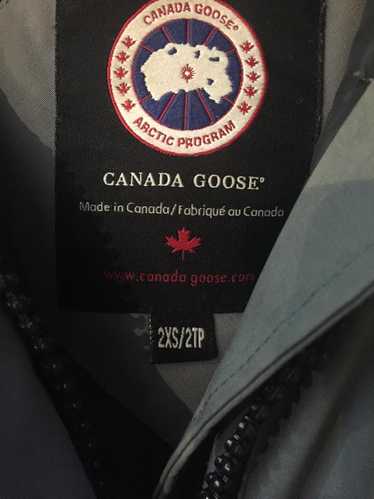 CANADA GOOSE
ARCTIC PROGRAM
CANADA GOOSE®
Made in Canada/Fabriqué au Canada
www.canada goose.com
2XS/2TP